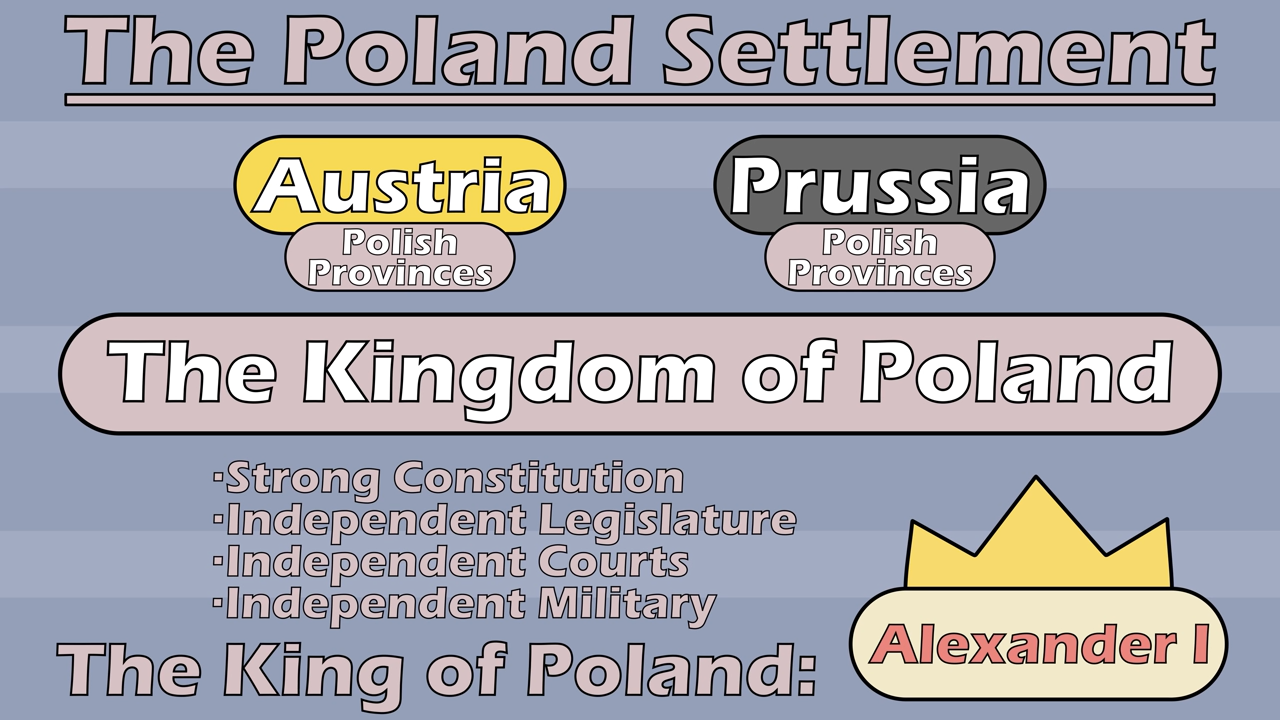 The Poland Settlement
Austria
Polish
Provinces
Prussia
Polish
Provinces
The Kingdom of Poland
·Strong Constitution
·Independent Legislature
·Independent Courts
·Independent Military
The King of Poland:
Alexander I